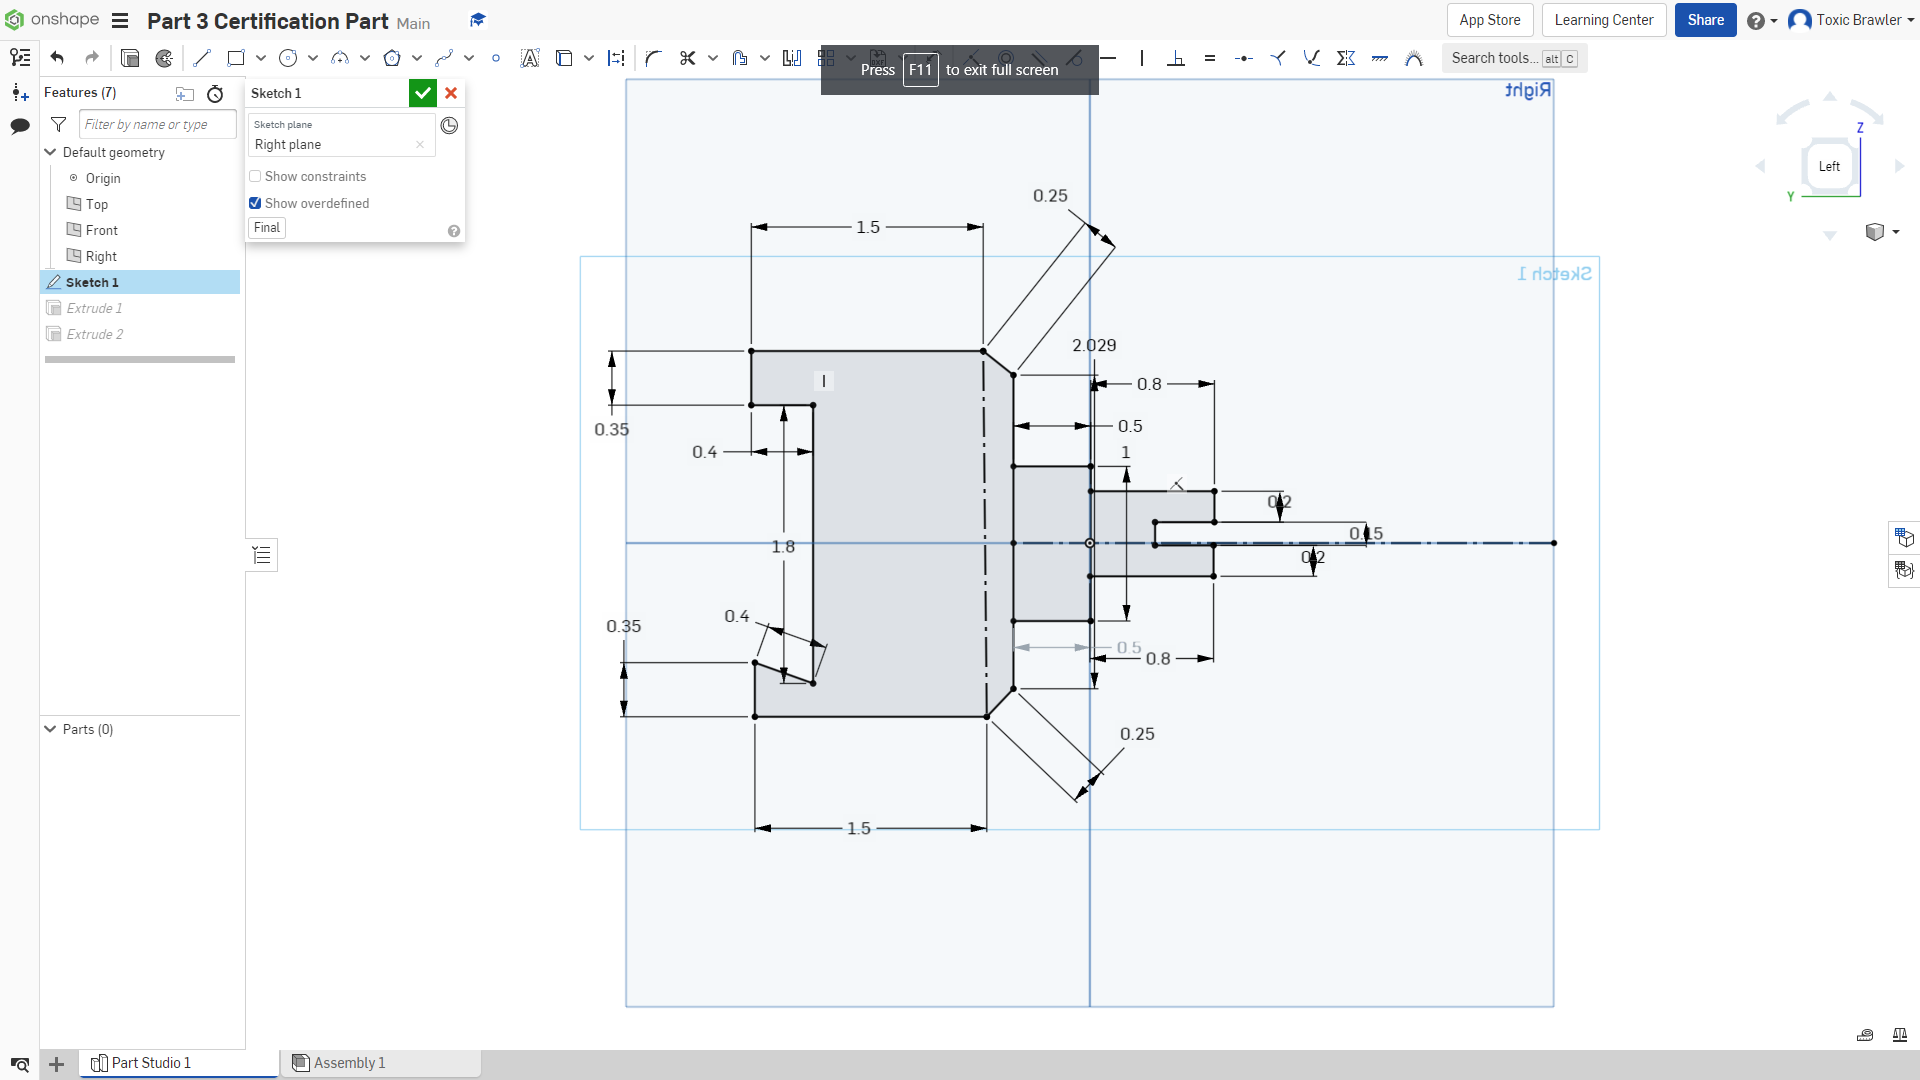 onshape Part 3 Certification Part Main App Store Learning Center Share Toxic Brawler
Search tools... alt C
Press F11 to exit full screen
Features (7)
Filter by name or type
Default geometry
Origin
Top
Front
Right
Sketch 1
Extrude 1
Extrude 2
Parts (0)
Sketch 1
Sketch plane
Right plane
Show constraints
Show overdefined
Final
Right
Sketch 1
Left
Z
Y
0.25
1.5
2.029
0.8
0.35
0.5
0.4
1
0.2
0.15
1.8
0.2
0.4
0.35
0.5
0.8
0.25
1.5
Part Studio 1
Assembly 1